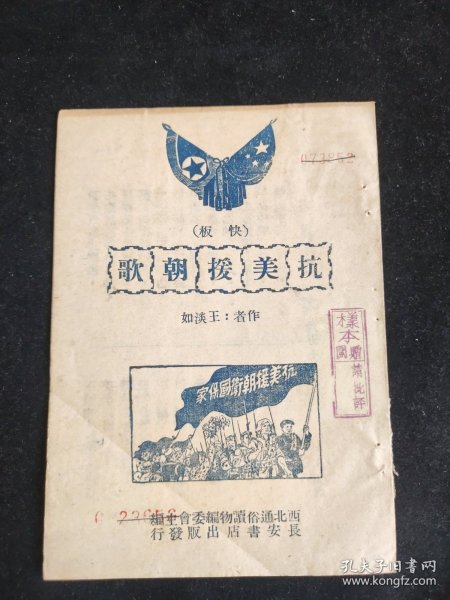 (快板)
抗美援朝歌
作者：王淡如
樣本
批評
抗美援朝衛國保家
西北通俗讀物編委會主編
長安書店出版發行
孔夫子旧书网
www.kongfz.com